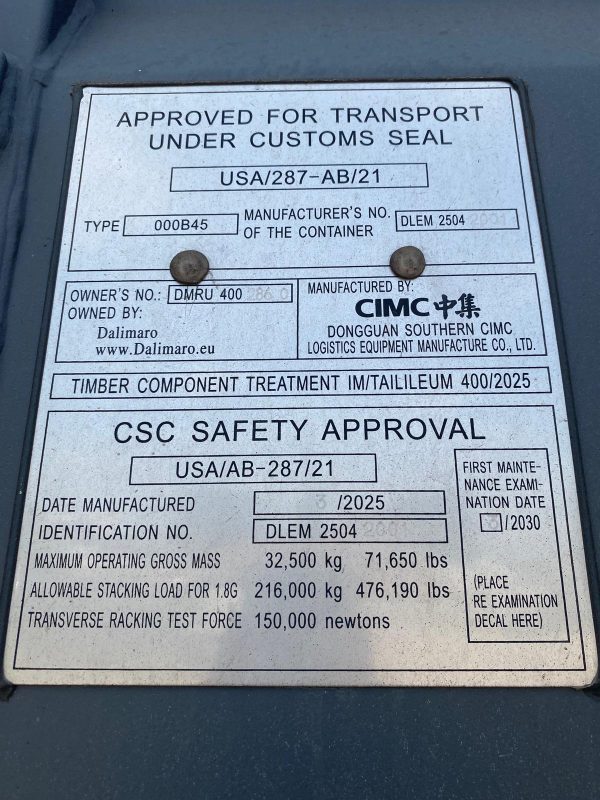 APPROVED FOR TRANSPORT
UNDER CUSTOMS SEAL
USA/287-AB/21
TYPE 000B45
MANUFACTURER'S NO.
OF THE CONTAINER
DLEM 2504
OWNER'S NO.: DMRU 400 286 0
OWNED BY:
Dalimaro
www.Dalimaro.eu
MANUFACTURED BY:
CIMC 中集
DONGGUAN SOUTHERN CIMC
LOGISTICS EQUIPMENT MANUFACTURE CO., LTD.
TIMBER COMPONENT TREATMENT IM/TAILILEUM 400/2025
CSC SAFETY APPROVAL
USA/AB-287/21
DATE MANUFACTURED /2025
IDENTIFICATION NO. DLEM 2504
MAXIMUM OPERATING GROSS MASS 32,500 kg 71,650 lbs
ALLOWABLE STACKING LOAD FOR 1.8G 216,000 kg 476,190 lbs
TRANSVERSE RACKING TEST FORCE 150,000 newtons
FIRST MAINTE-
NANCE EXAMI-
NATION DATE
/2030
(PLACE
RE EXAMINATION
DECAL HERE)